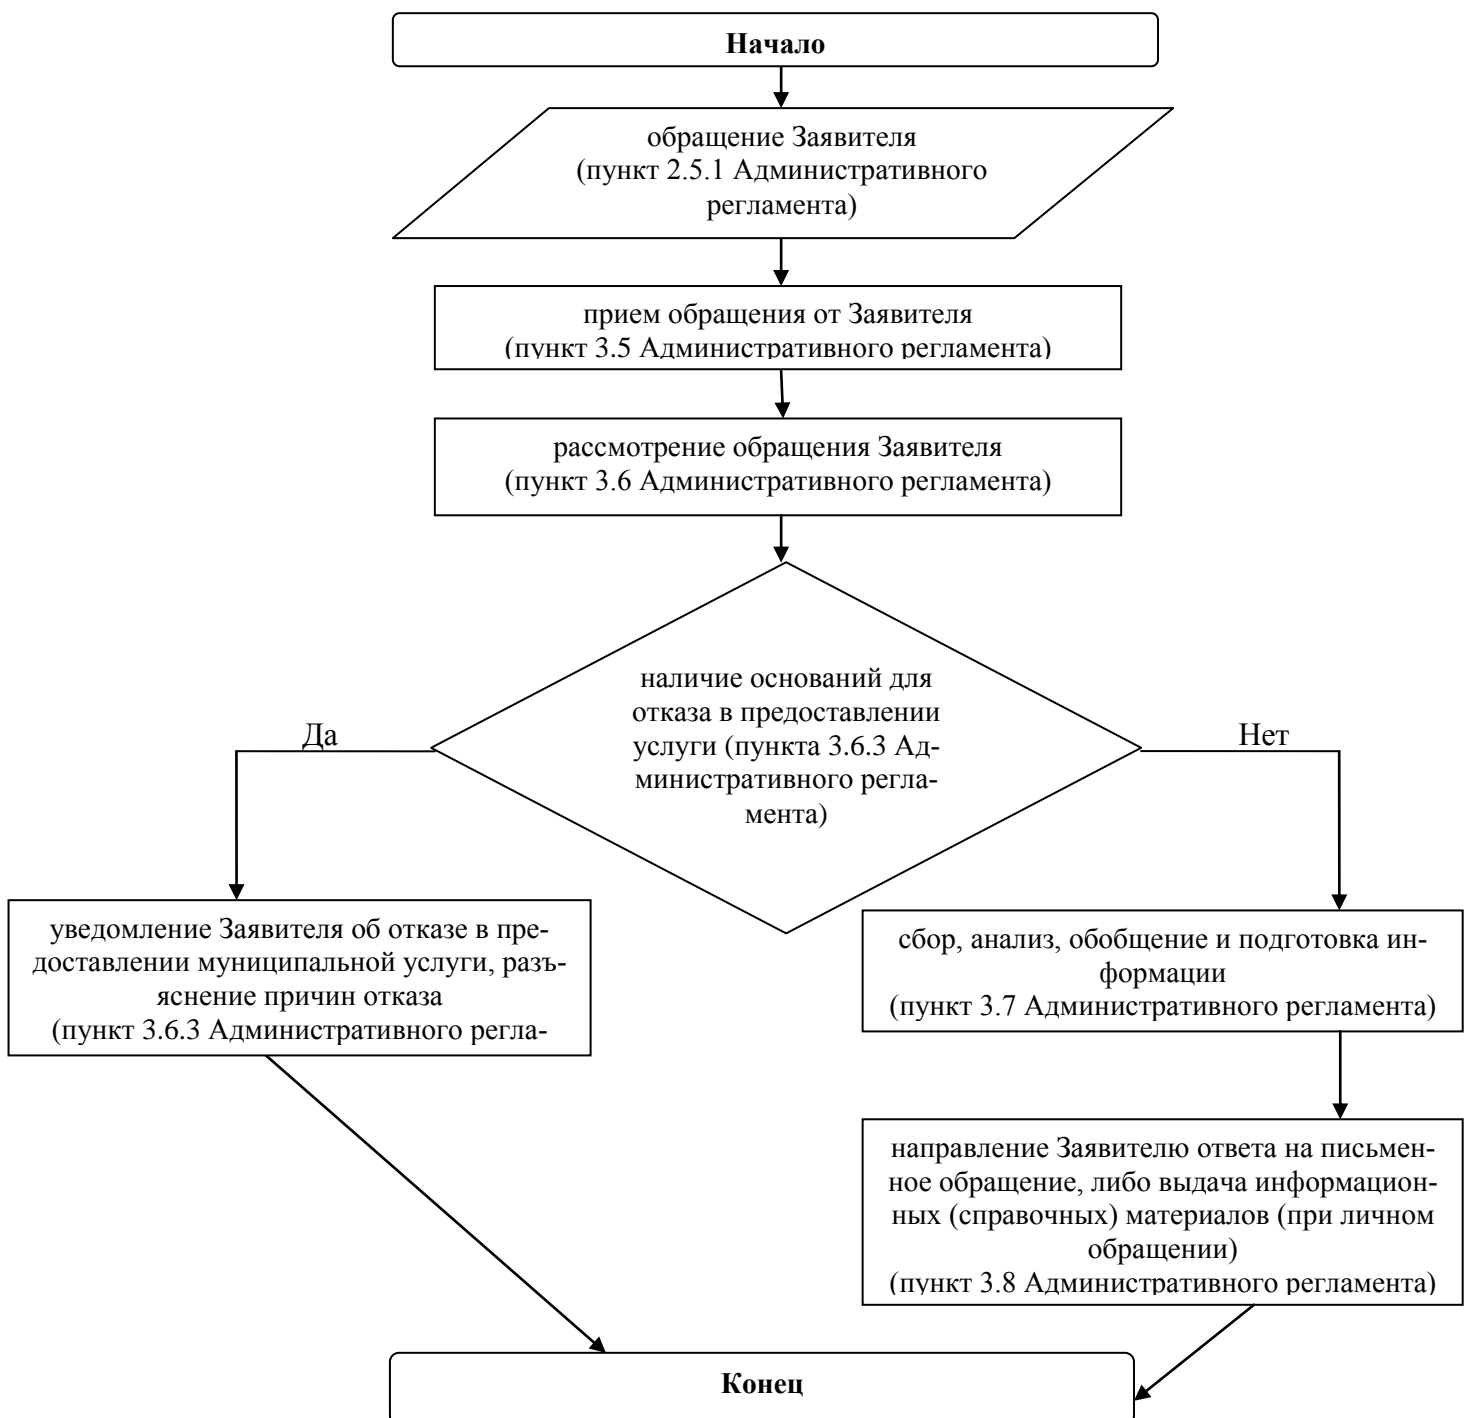 Начало
обращение Заявителя
(пункт 2.5.1 Административного
регламента)
прием обращения от Заявителя
(пункт 3.5 Административного регламента)
рассмотрение обращения Заявителя
(пункт 3.6 Административного регламента)
наличие оснований для
отказа в предоставлении
услуги (пункта 3.6.3 Ад-
министративного регла-
мента)
Да
Нет
уведомление Заявителя об отказе в пре-
доставлении муниципальной услуги, разъ-
яснение причин отказа
(пункт 3.6.3 Административного регла-
сбор, анализ, обобщение и подготовка ин-
формации
(пункт 3.7 Административного регламента)
направление Заявителю ответа на письмен-
ное обращение, либо выдача информацион-
ных (справочных) материалов (при личном
обращении)
(пункт 3.8 Административного регламента)
Конец